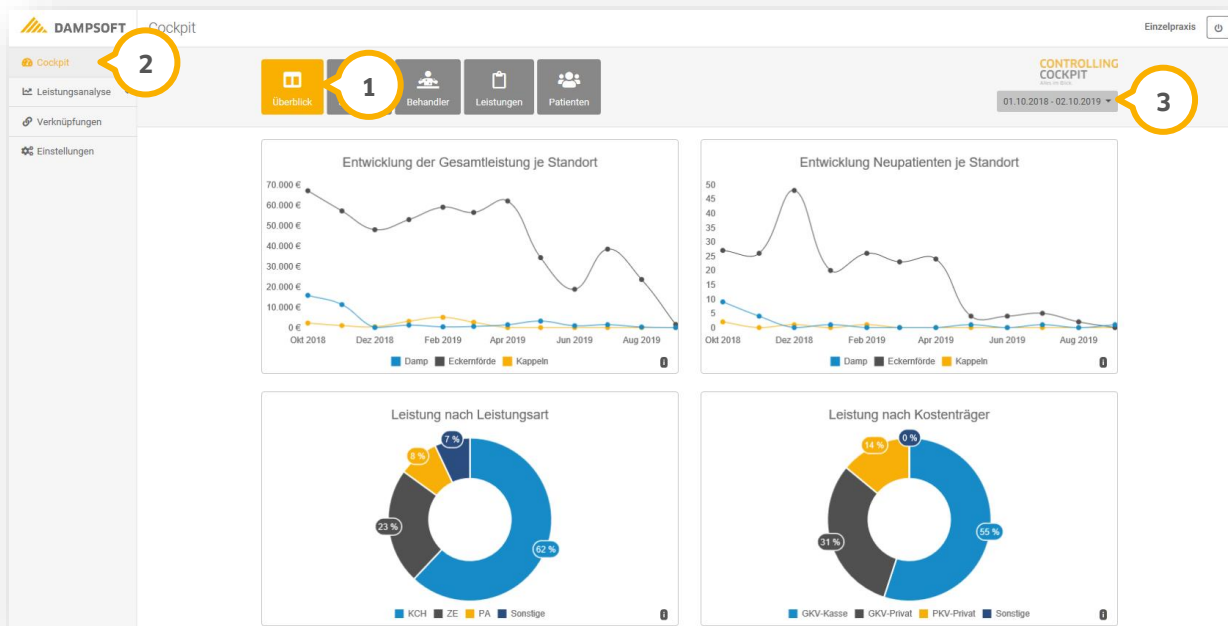 DAMPSOFT
Cockpit
Einzelpraxis
Cockpit
Leistungsanalyse
Verknüpfungen
Einstellungen
2
Überblick
1
Behandler
Leistungen
Patienten
CONTROLLING
COCKPIT
01.10.2018 - 02.10.2019
3
Entwicklung der Gesamtleistung je Standort
70.000 €
60.000 €
50.000 €
40.000 €
30.000 €
20.000 €
10.000 €
0 €
Okt 2018 Dez 2018 Feb 2019 Apr 2019 Jun 2019 Aug 2019
Damp Eckernförde Kappeln
Entwicklung Neupatienten je Standort
50
45
40
35
30
25
20
15
10
5
0
Okt 2018 Dez 2018 Feb 2019 Apr 2019 Jun 2019 Aug 2019
Damp Eckernförde Kappeln
Leistung nach Leistungsart
7 %
8 %
23 %
62 %
KCH ZE PA Sonstige
Leistung nach Kostenträger
0 %
14 %
55 %
31 %
GKV-Kasse GKV-Privat PKV-Privat Sonstige